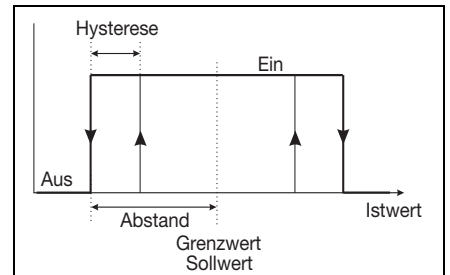 Hysterese
Ein
Aus
Istwert
Abstand
Grenzwert
Sollwert